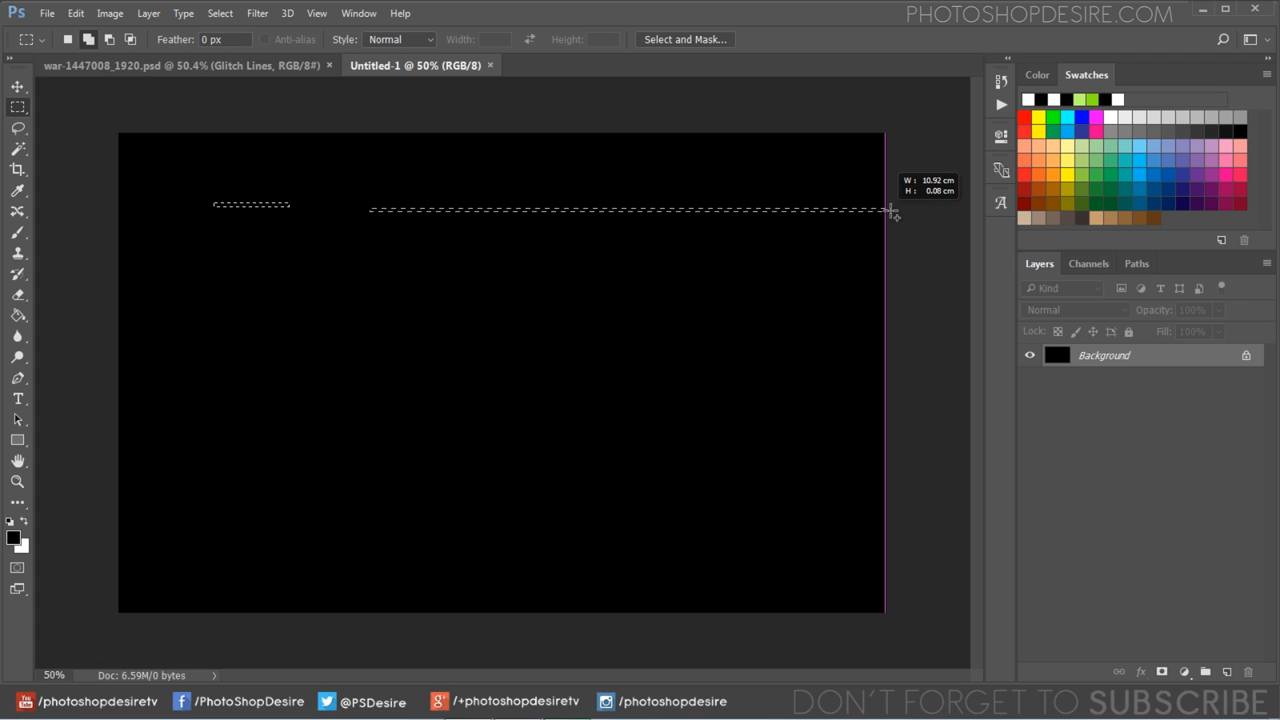 PHOTOSHOPDESIRE.COM
Ps File Edit Image Layer Type Select Filter 3D View Window Help
Feather: 0 px Anti-alias Style: Normal Width: Height: Select and Mask...
war-1447008_1920.psd @ 50.4% (Glitch Lines, RGB/8#) × Untitled-1 @ 50% (RGB/8) ×
Color Swatches
W : 10.92 cm
H : 0.08 cm
Layers Channels Paths
Kind
Normal Opacity: 100%
Lock: Fill: 100%
Background
50% Doc: 6.59M/0 bytes
/photoshopdesiretv /PhotoShopDesire @PSDesire /+photoshopdesiretv /photoshopdesire
DON'T FORGET TO SUBSCRIBE